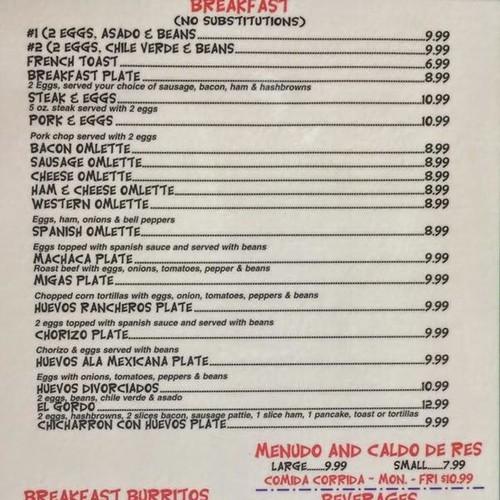 BREAKFAST
(NO SUBSTITUTIONS)
#1 (2 EGGS, ASADO & BEANS 9.99
#2 (2 EGGS, CHILE VERDE & BEANS 9.99
FRENCH TOAST 6.99
BREAKFAST PLATE 8.99
2 Eggs, served your choice of sausage, bacon, ham & hashbrowns
STEAK & EGGS 10.99
5 oz. steak served with 2 eggs
PORK & EGGS 10.99
Pork chop served with 2 eggs
BACON OMLETTE 8.99
SAUSAGE OMLETTE 8.99
CHEESE OMLETTE 8.99
HAM & CHEESE OMLETTE 8.99
WESTERN OMLETTE 8.99
Eggs, ham, onions & bell peppers
SPANISH OMLETTE 8.99
Eggs topped with spanish sauce and served with beans
MACHACA PLATE 9.99
Roast beef with eggs, onions, tomatoes, pepper & beans
MIGAS PLATE 9.99
Chopped corn tortillas with eggs, onion, tomatoes, peppers & beans
HUEVOS RANCHEROS PLATE 9.99
2 eggs topped with spanish sauce and served with beans
CHORIZO PLATE 9.99
Chorizo & eggs served with beans
HUEVOS ALA MEXICANA PLATE 9.99
Eggs with onions, tomatoes, peppers & beans
HUEVOS DIVORCIADOS 10.99
2 eggs, beans, chile verde & asado
EL GORDO 12.99
2 eggs, hashbrowns, 2 slices bacon, sausage pattie, 1 slice ham, 1 pancake, toast or tortillas
CHICHARRON CON HUEVOS PLATE 9.99
MENUDO AND CALDO DE RES
LARGE......9.99 SMALL......7.99
COMIDA CORRIDA - MON. - FRI $10.99
BREAKFAST BURRITOS
BEVERAGES